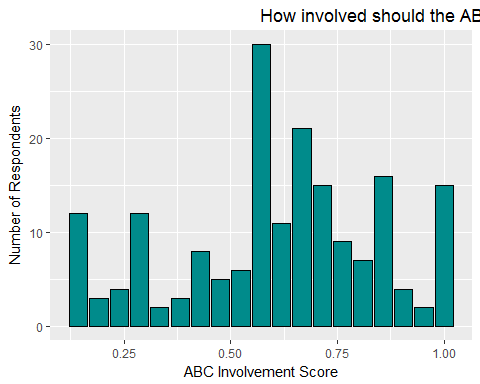 How involved should the AB
30
20
10
0
0.25 0.50 0.75 1.00
Number of Respondents
ABC Involvement Score